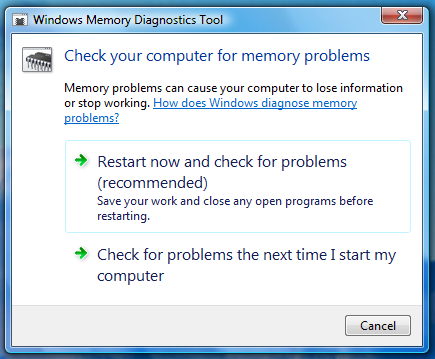 Windows Memory Diagnostics Tool
Check your computer for memory problems
Memory problems can cause your computer to lose information
or stop working. How does Windows diagnose memory
problems?
Restart now and check for problems
(recommended)
Save your work and close any open programs before
restarting.
Check for problems the next time I start my
computer
Cancel